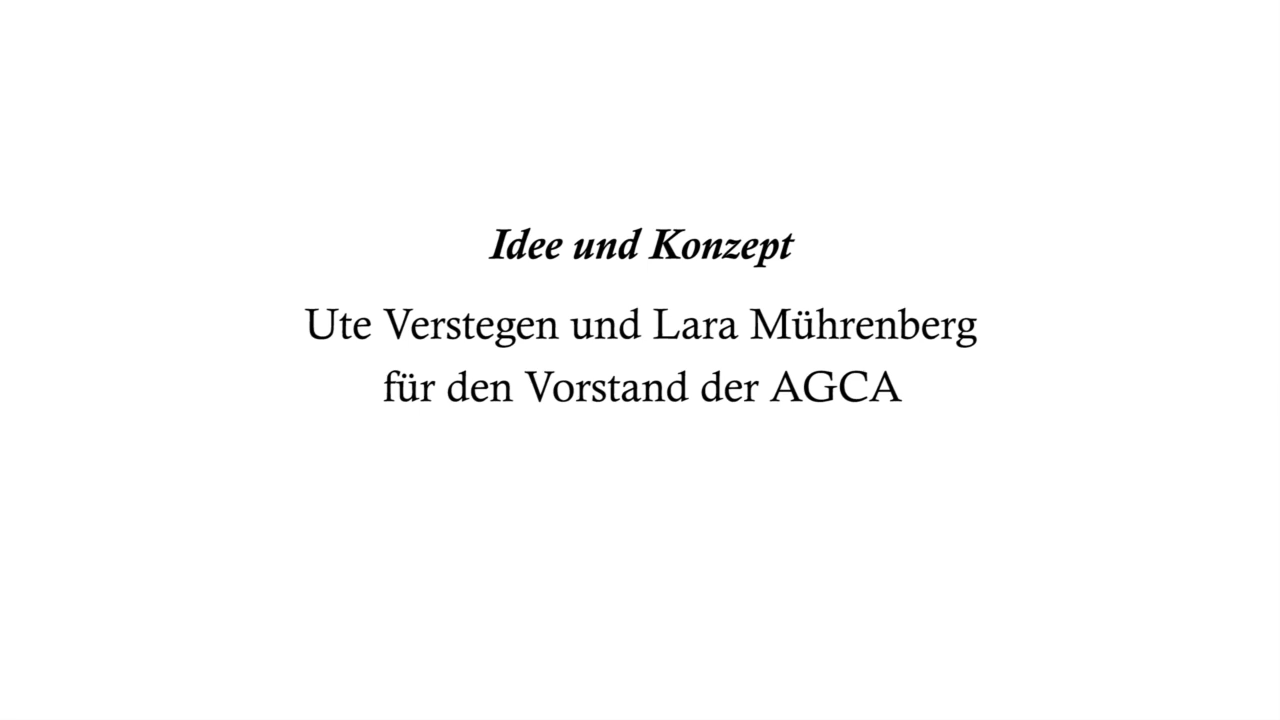 Idee und Konzept
Ute Verstegen und Lara Mührenberg
für den Vorstand der AGCA